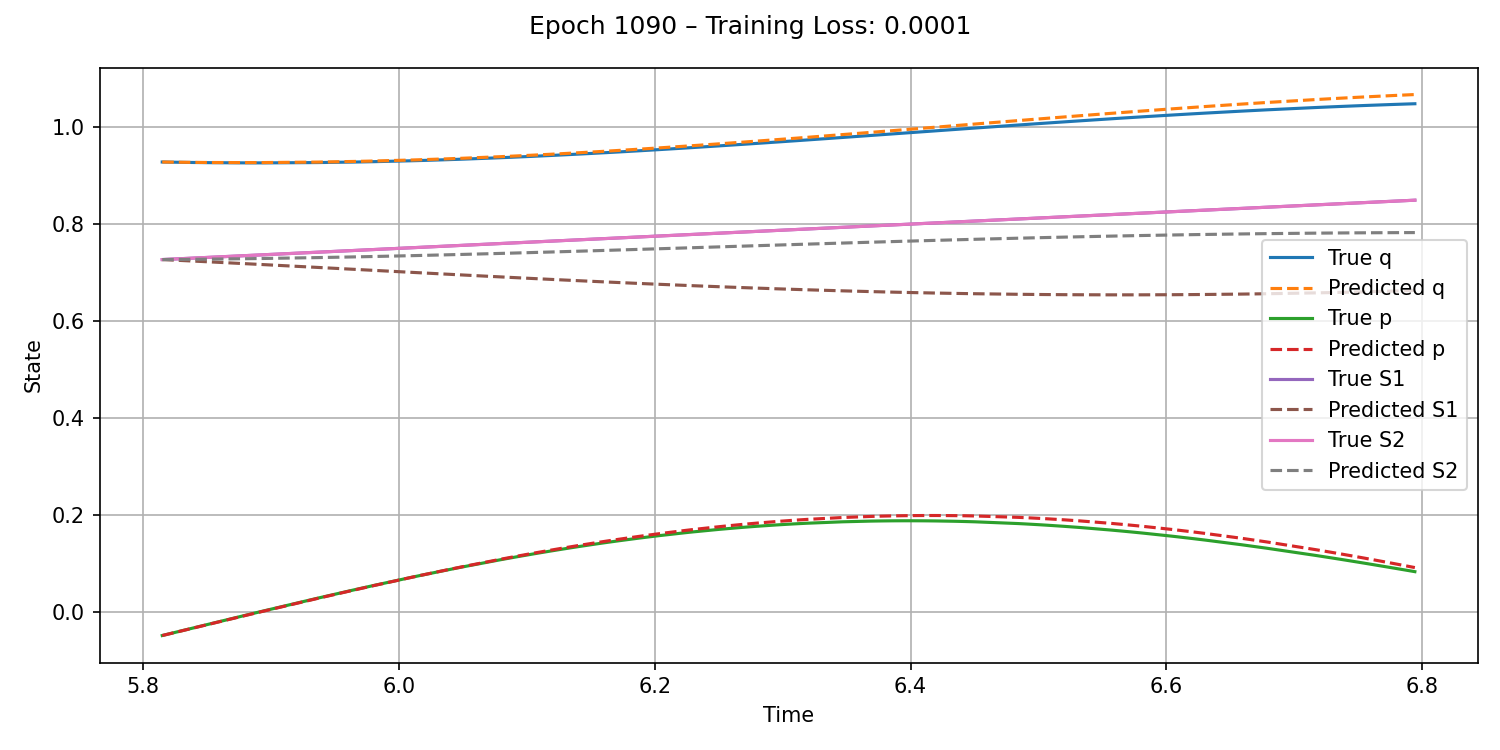 Epoch 1090 – Training Loss: 0.0001
State
1.0
0.8
0.6
0.4
0.2
0.0
True q
Predicted q
True p
Predicted p
True S1
Predicted S1
True S2
Predicted S2
5.8
6.0
6.2
6.4
6.6
6.8
Time